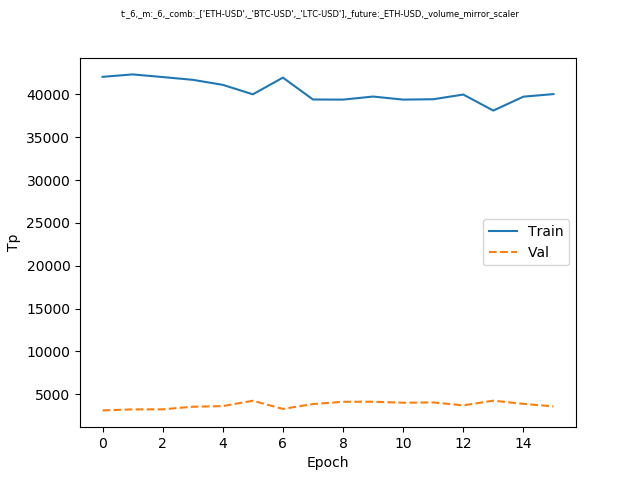 t:_6,_m:_6,_comb:_['ETH-USD',_'BTC-USD',_'LTC-USD'],_future:_ETH-USD,_volume_mirror_scaler
40000
35000
30000
25000
20000
15000
10000
5000
Tp
Train
Val
0 2 4 6 8 10 12 14
Epoch